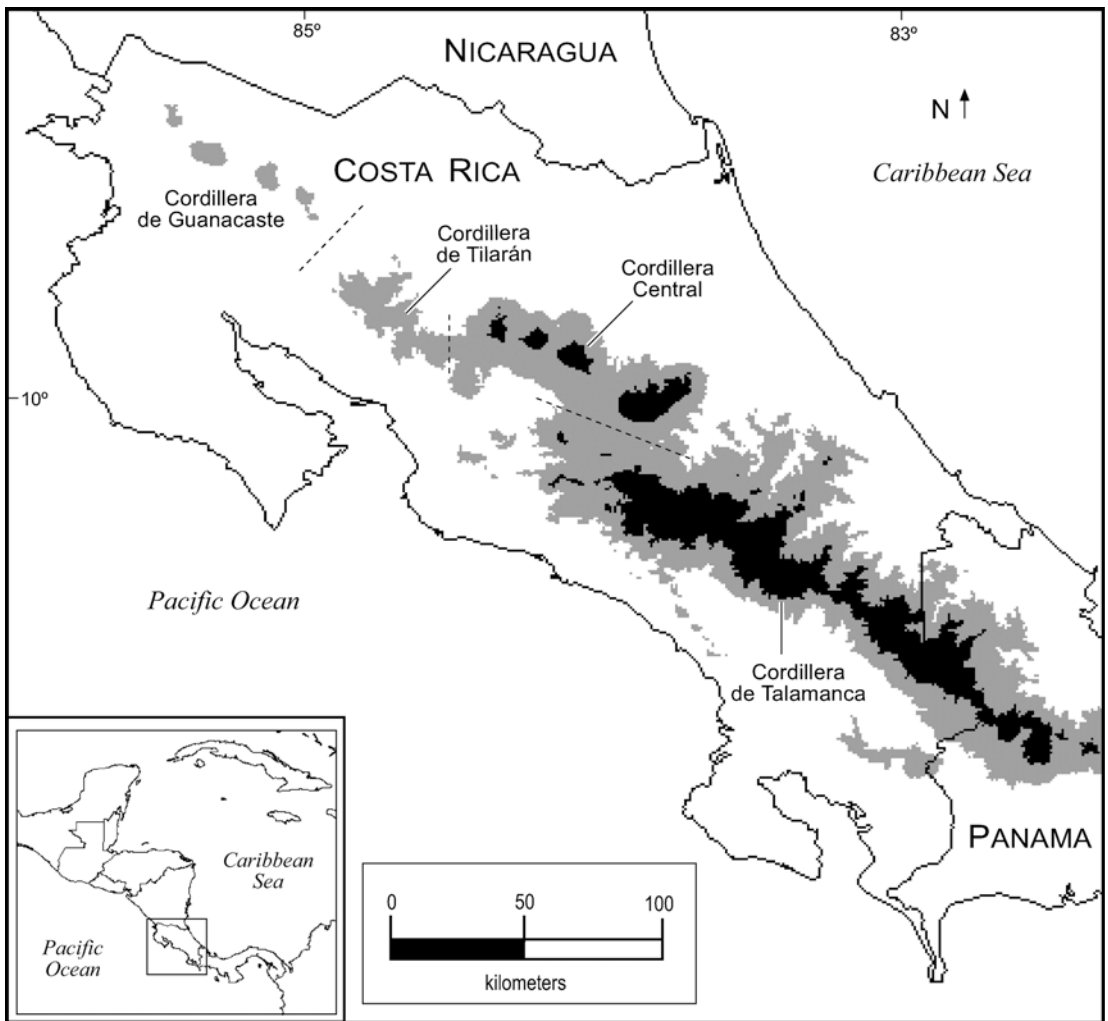 85º
83º
NICARAGUA
N
Caribbean Sea
COSTA RICA
Cordillera
de Guanacaste
Cordillera
de Tilarán
Cordillera
Central
10º
Pacific Ocean
Cordillera
de Talamanca
PANAMA
Caribbean
Sea
Pacific
Ocean
0 50 100
kilometers